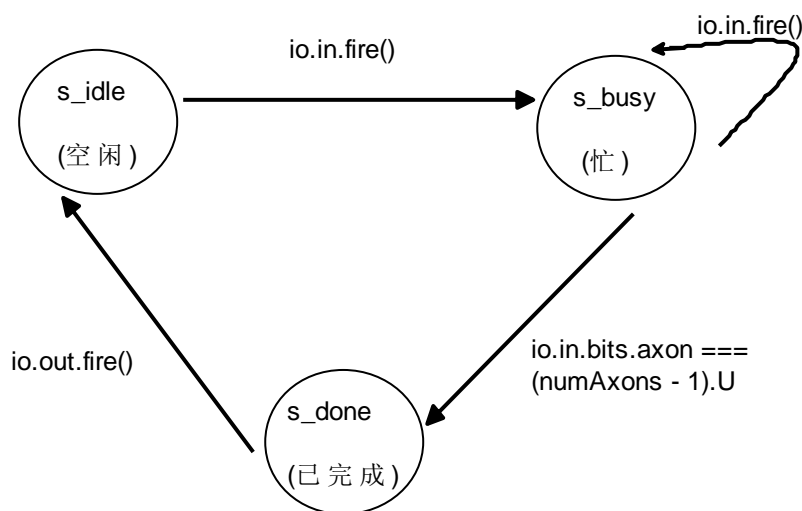 io.in.fire()
io.in.fire()
s_idle
(空闲)
s_busy
(忙)
io.out.fire()
io.in.bits.axon ===
(numAxons - 1).U
s_done
(已完成)